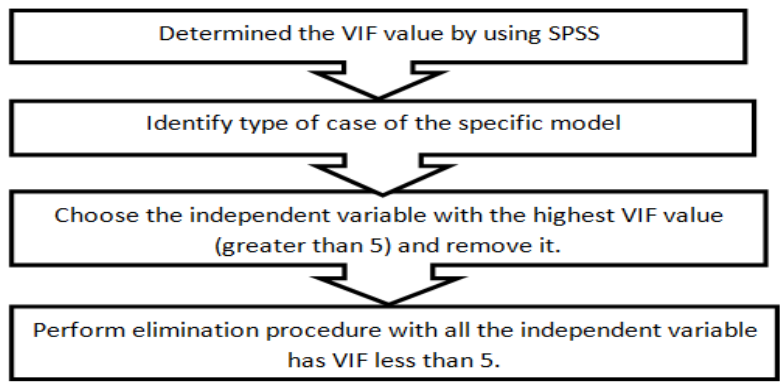 Determined the VIF value by using SPSS
Identify type of case of the specific model
Choose the independent variable with the highest VIF value
(greater than 5) and remove it.
Perform elimination procedure with all the independent variable
has VIF less than 5.